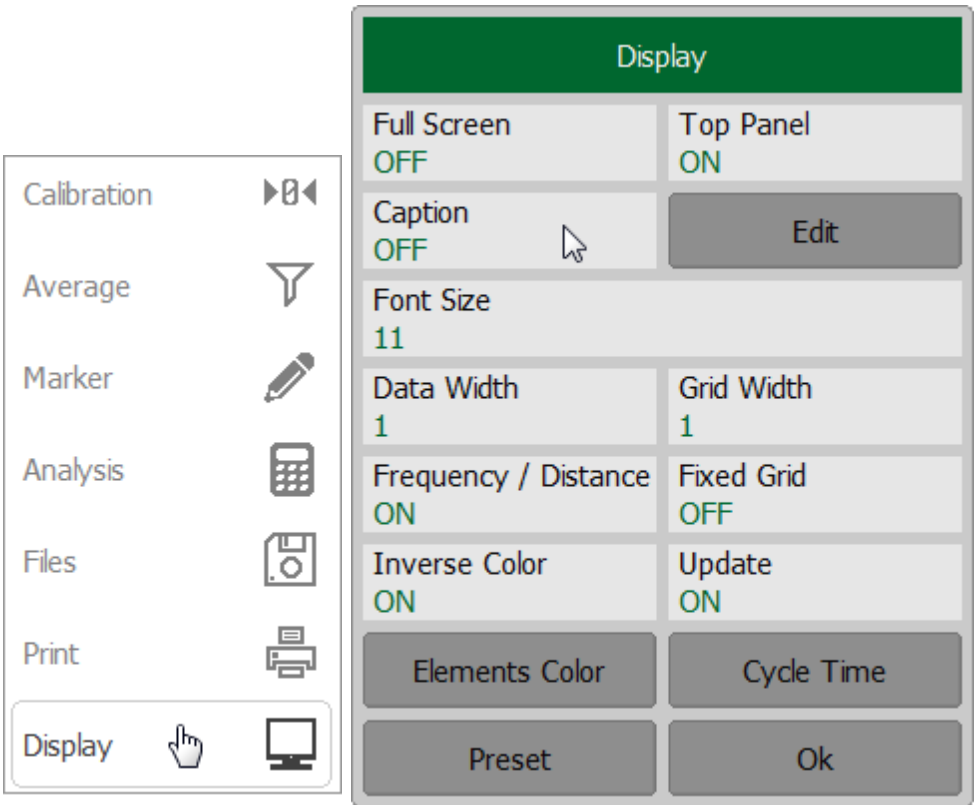 Calibration
Average
Marker
Analysis
Files
Print
Display
Display
Full Screen
OFF
Top Panel
ON
Caption
OFF
Edit
Font Size
11
Data Width
1
Grid Width
1
Frequency / Distance
ON
Fixed Grid
OFF
Inverse Color
ON
Update
ON
Elements Color
Cycle Time
Preset
Ok